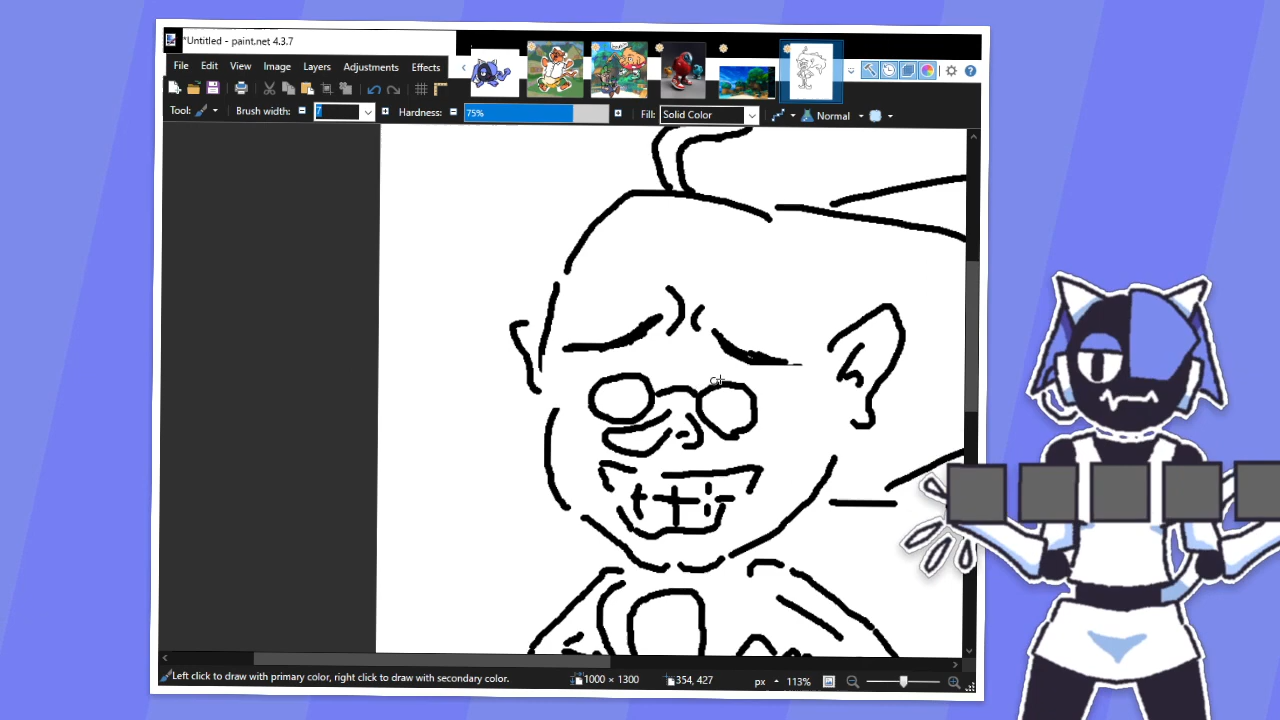 *Untitled - paint.net 4.3.7
File Edit View Image Layers Adjustments Effects
Tool: Brush width: 7 Hardness: 75% Fill: Solid Color Normal
Left click to draw with primary color, right click to draw with secondary color. 1000 × 1300 354, 427 px 113%